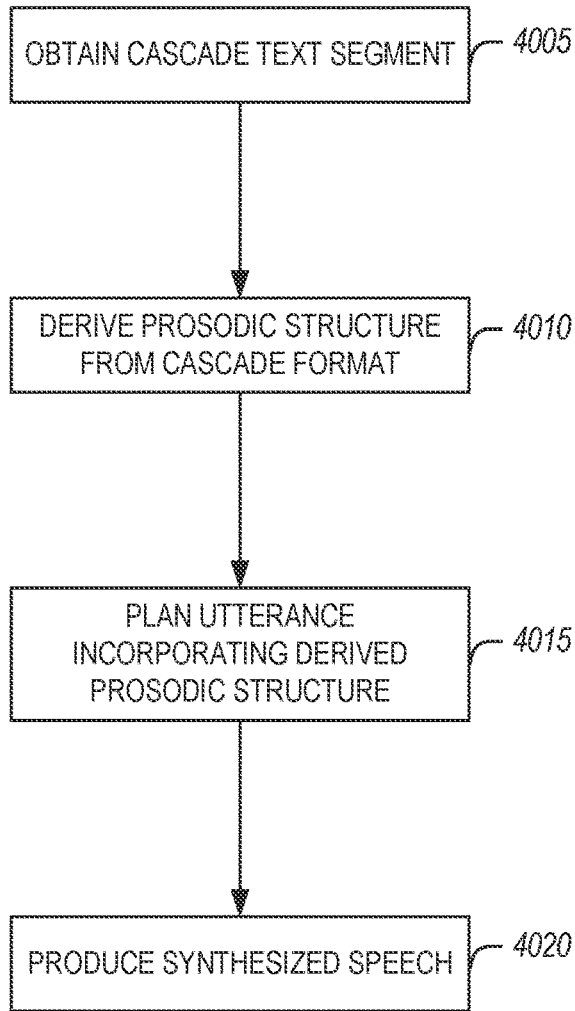 OBTAIN CASCADE TEXT SEGMENT
4005
DERIVE PROSODIC STRUCTURE
FROM CASCADE FORMAT
4010
PLAN UTTERANCE
INCORPORATING DERIVED
PROSODIC STRUCTURE
4015
PRODUCE SYNTHESIZED SPEECH
4020